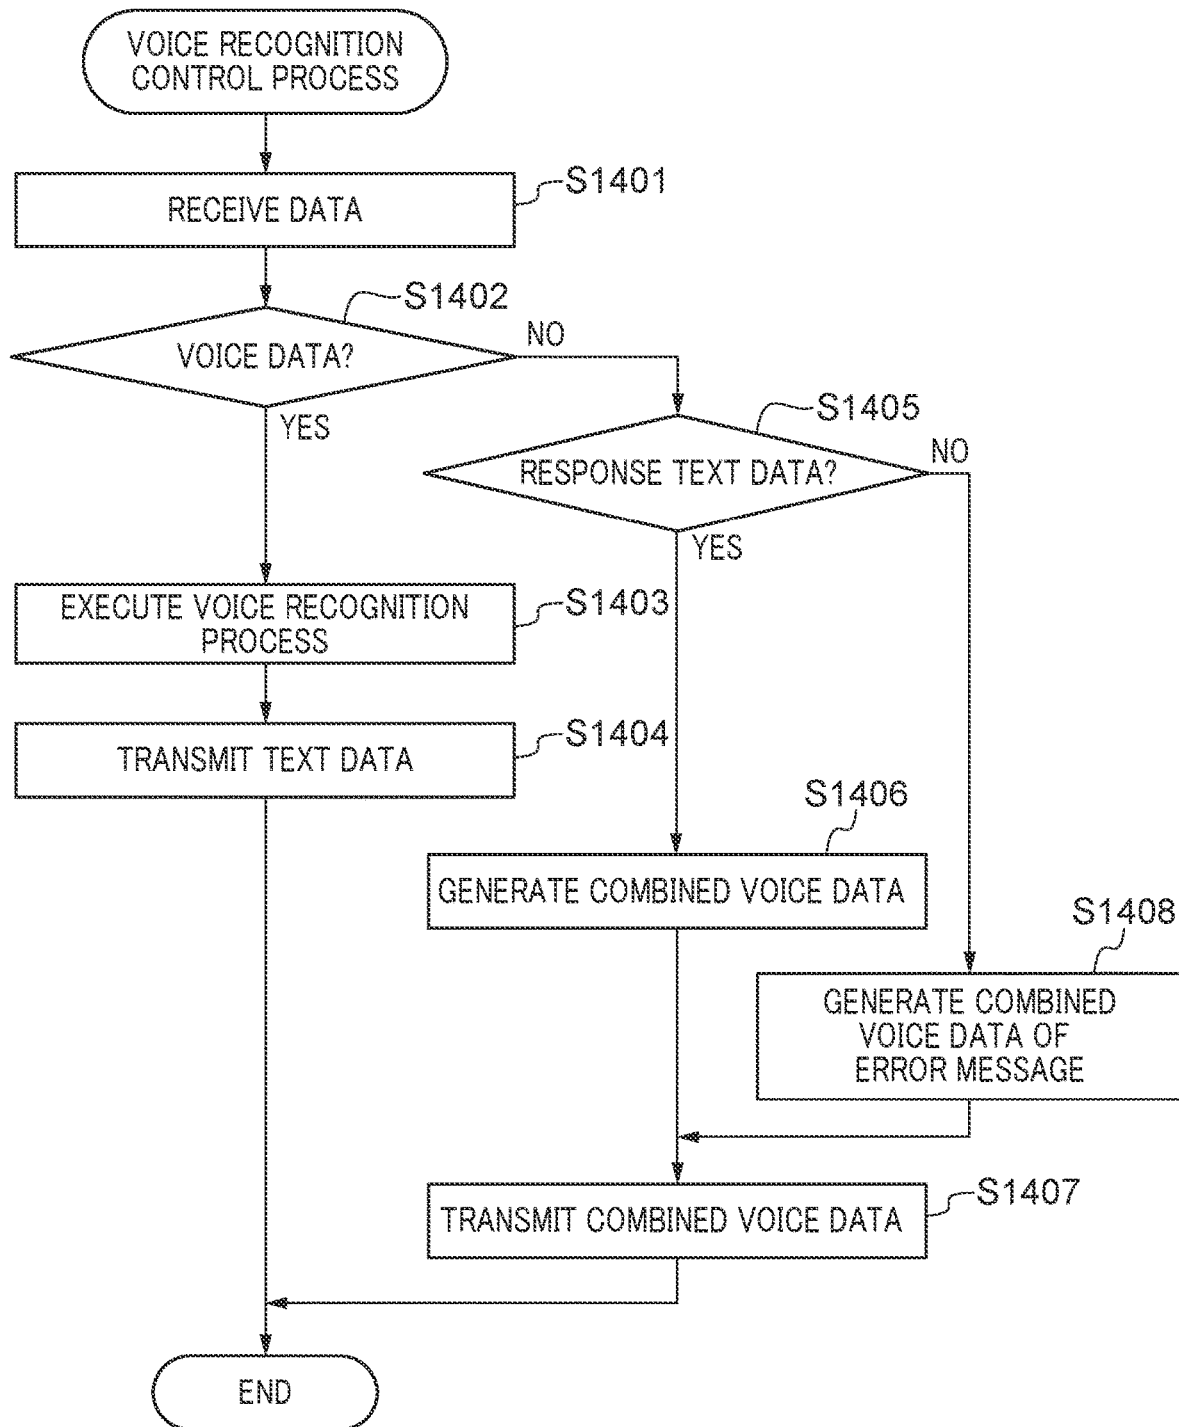 VOICE RECOGNITION
CONTROL PROCESS
S1401
RECEIVE DATA
S1402
VOICE DATA?
NO
YES
S1405
RESPONSE TEXT DATA?
NO
YES
EXECUTE VOICE RECOGNITION
PROCESS
S1403
TRANSMIT TEXT DATA
S1404
S1406
GENERATE COMBINED VOICE DATA
S1408
GENERATE COMBINED
VOICE DATA OF
ERROR MESSAGE
S1407
TRANSMIT COMBINED VOICE DATA
END